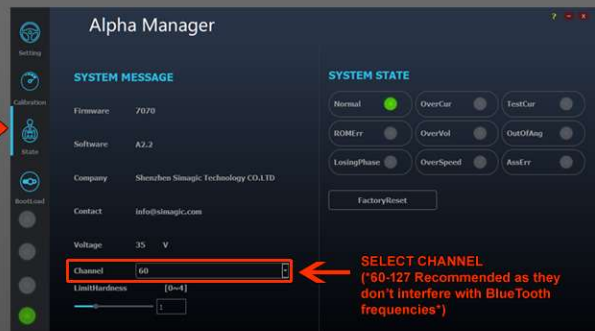 Alpha Manager
? - x
Setting
Calibration
State
BootLoad
SYSTEM MESSAGE
Firmware 7070
Software A2.2
Company Shenzhen Simagic Technology CO.LTD
Contact info@simagic.com
Voltage 35 V
Channel 60
LimitHardness [0~4]
1
SYSTEM STATE
Normal OverCur TestCur
ROMErr OverVol OutOfAng
LosingPhase OverSpeed AssErr
FactoryReset
SELECT CHANNEL
(*60-127 Recommended as they
don't interfere with BlueTooth
frequencies*)